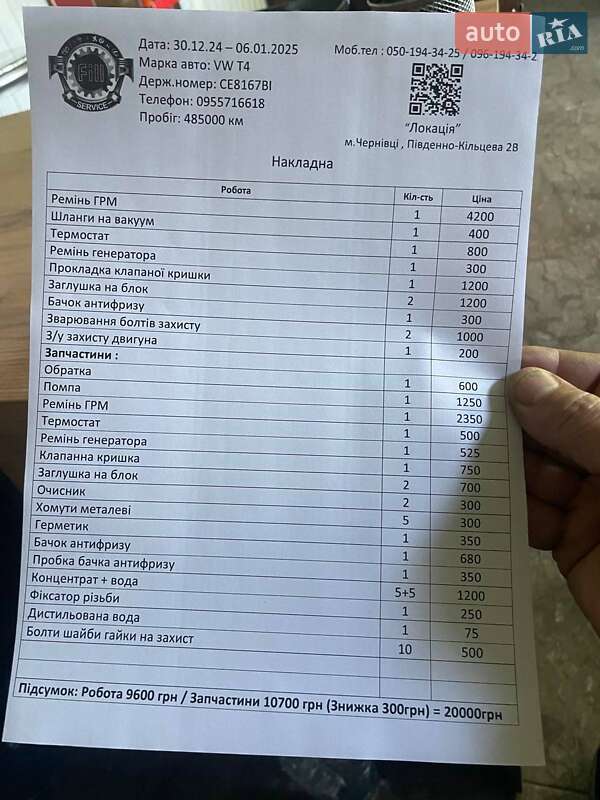 auto RIA .com
Fill
SERVICE
Дата: 30.12.24 – 06.01.2025
Марка авто: VW T4
Держ.номер: CE8167BI
Телефон: 0955716618
Пробіг: 485000 км
Моб.тел : 050-194-34-25 / 096-194-34-2
“Локація”
м.Чернівці , Південно-Кільцева 2В
Накладна
Робота Кіл-сть Ціна
Ремінь ГРМ 1 4200
Шланги на вакуум 1 400
Термостат 1 800
Ремінь генератора 1 300
Прокладка клапаної кришки 1 1200
Заглушка на блок 2 1200
Бачок антифризу 1 300
Зварювання болтів захисту 2 1000
З/у захисту двигуна 1 200
Запчастини :
Обратка 1 600
Помпа 1 1250
Ремінь ГРМ 1 2350
Термостат 1 500
Ремінь генератора 1 525
Клапанна кришка 1 750
Заглушка на блок 2 700
Очисник 2 300
Хомути металеві 5 300
Герметик 1 350
Бачок антифризу 1 680
Пробка бачка антифризу 1 350
Концентрат + вода 5+5 1200
Фіксатор різьби 1 250
Дистильована вода 1 75
Болти шайби гайки на захист 10 500
Підсумок: Робота 9600 грн / Запчастини 10700 грн (Знижка 300грн) = 20000грн